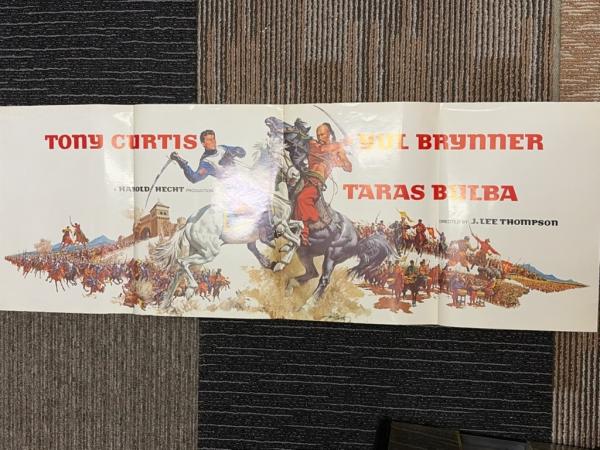 TONY CURTIS
YUL BRYNNER
A HAROLD HECHT PRODUCTION
TARAS BULBA
DIRECTED BY J. LEE THOMPSON